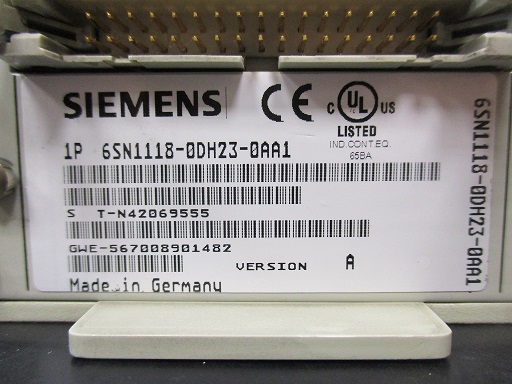 SIEMENS CE C UL US
LISTED
IND.CONT.EQ.
65BA
1P 6SN1118-0DH23-0AA1
S T-N42069555
GWE-567008901482
VERSION A
Made in Germany
6SN1118-0DH23-0AA1